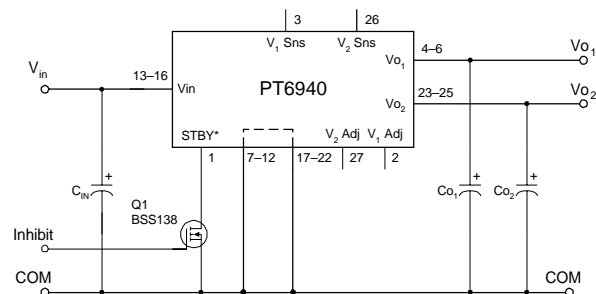 3
26
V1 Sns
V2 Sns
4–6
Vo1
Vo1
Vin
13–16
Vin
PT6940
23–25
Vo2
Vo2
STBY*
V2 Adj
V1 Adj
1
7–12
17–22
27
2
+
CIN
Q1
BSS138
+
Co1
+
Co2
Inhibit
COM
COM